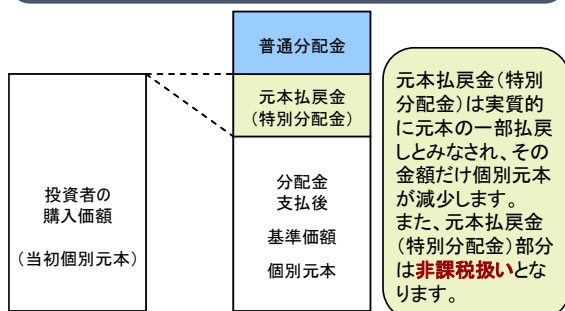 普通分配金
元本払戻金
(特別分配金)
投資者の
購入価額
(当初個別元本)
分配金
支払後
基準価額
個別元本
元本払戻金(特別
分配金)は実質的
に元本の一部払戻
しとみなされ、その
金額だけ個別元本
が減少します。
また、元本払戻金
(特別分配金)部分
は非課税扱いとな
ります。